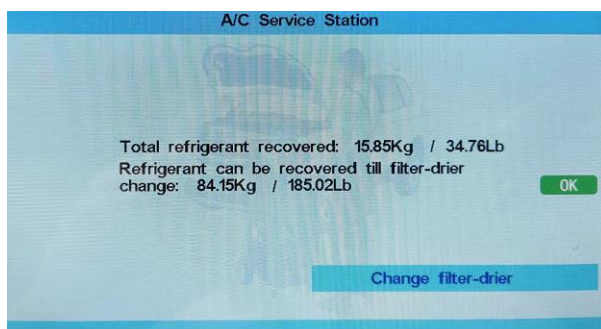 A/C Service Station
Total refrigerant recovered: 15.85Kg / 34.76Lb
Refrigerant can be recovered till filter-drier
change: 84.15Kg / 185.02Lb
OK
Change filter-drier